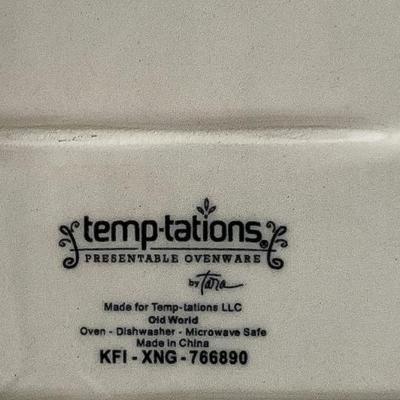 temp-tations®
PRESENTABLE OVENWARE
by Tara
Made for Temp-tations LLC
Old World
Oven - Dishwasher - Microwave Safe
Made in China
KFI - XNG - 766890